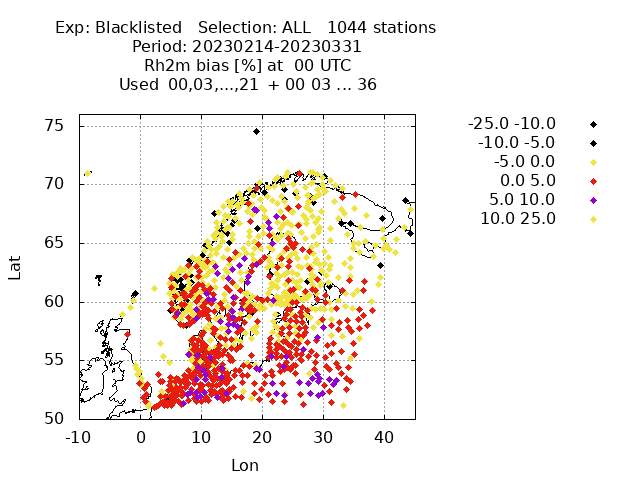 Exp: Blacklisted   Selection: ALL   1044 stations
Period: 20230214-20230331
Rh2m bias [%] at  00 UTC
Used  00,03,...,21  + 00 03 ... 36
-25.0 -10.0
-10.0 -5.0
-5.0 0.0
0.0 5.0
5.0 10.0
10.0 25.0
75
70
65
60
55
50
Lat
-10 0 10 20 30 40
Lon